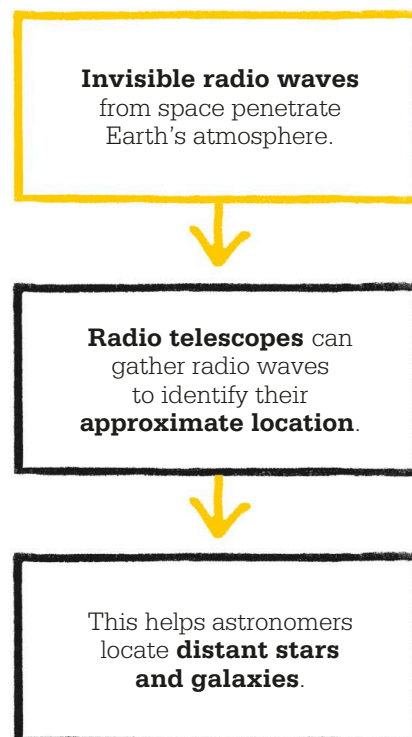 Invisible radio waves
from space penetrate
Earth’s atmosphere.
Radio telescopes can
gather radio waves
to identify their
approximate location.
This helps astronomers
locate distant stars
and galaxies.